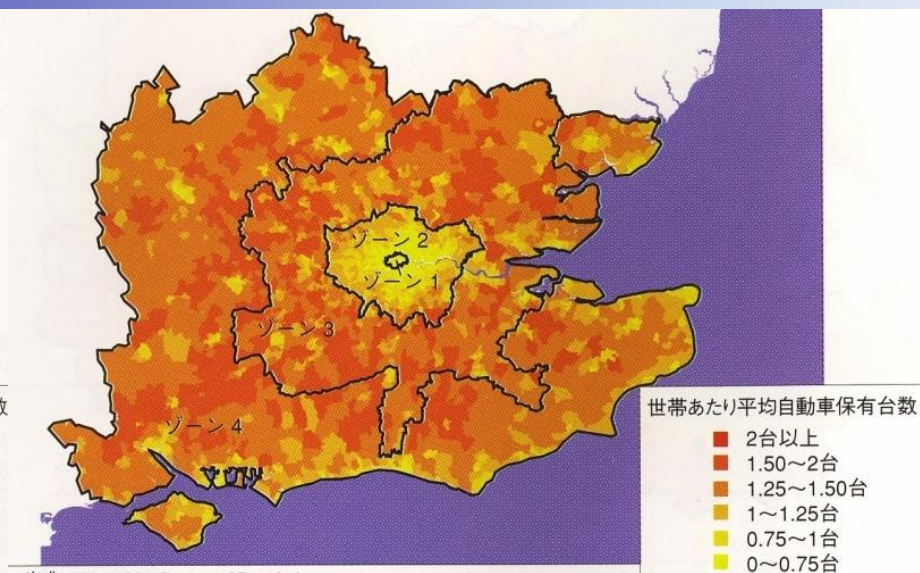 ゾーン2
ゾーン1
ゾーン3
ゾーン4
数
世帯あたり平均自動車保有台数
2台以上
1.50～2台
1.25～1.50台
1～1.25台
0.75～1台
0～0.75台